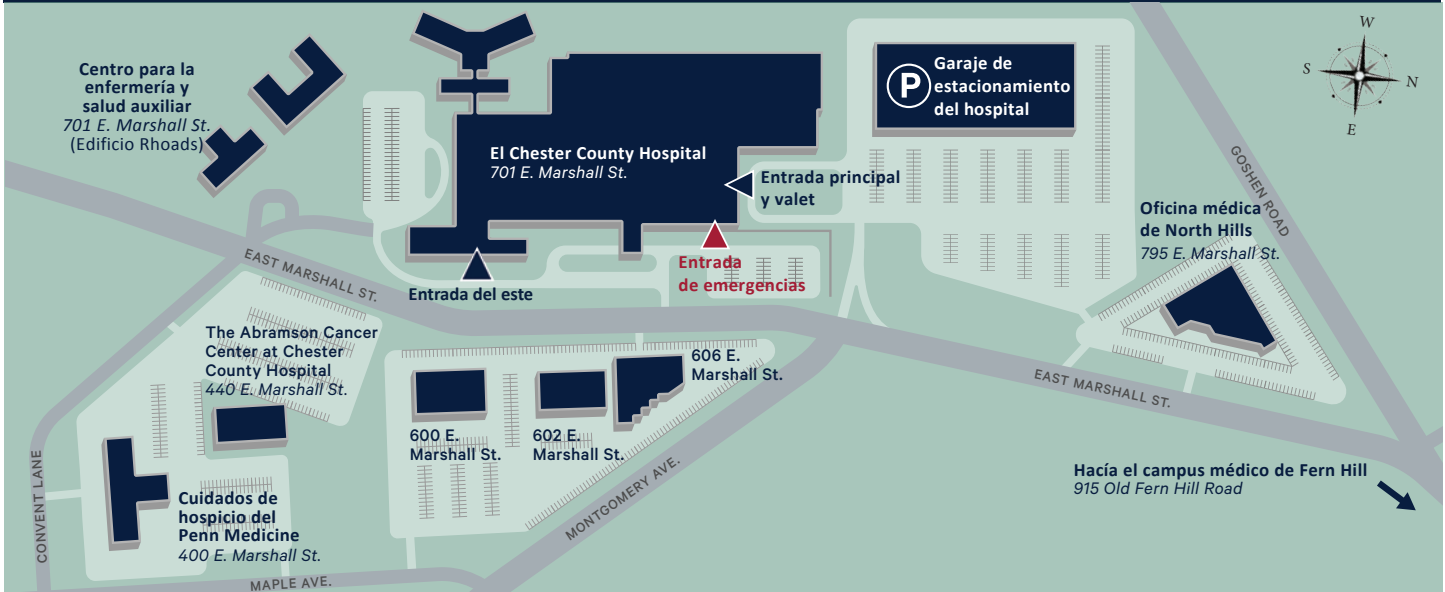 Centro para la
enfermería y
salud auxiliar
701 E. Marshall St.
(Edificio Rhoads)
El Chester County Hospital
701 E. Marshall St.
P
Garaje de
estacionamiento
del hospital
W
S
N
E
Entrada principal
y valet
GOSHEN ROAD
Oficina médica
de North Hills
795 E. Marshall St.
EAST MARSHALL ST.
Entrada del este
Entrada
de emergencias
The Abramson Cancer
Center at Chester
County Hospital
440 E. Marshall St.
606 E.
Marshall St.
600 E.
Marshall St.
602 E.
Marshall St.
EAST MARSHALL ST.
CONVENT LANE
Cuidados de
hospicio del
Penn Medicine
400 E. Marshall St.
MONTGOMERY AVE.
Hacía el campus médico de Fern Hill
915 Old Fern Hill Road
MAPLE AVE.